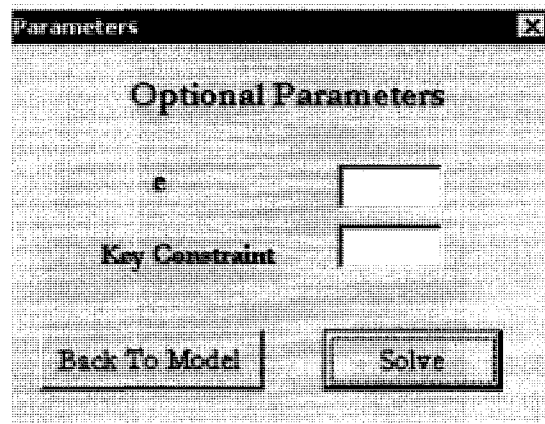 Parameters
Optional Parameters
e
Key Constraint
Back To Model
Solve